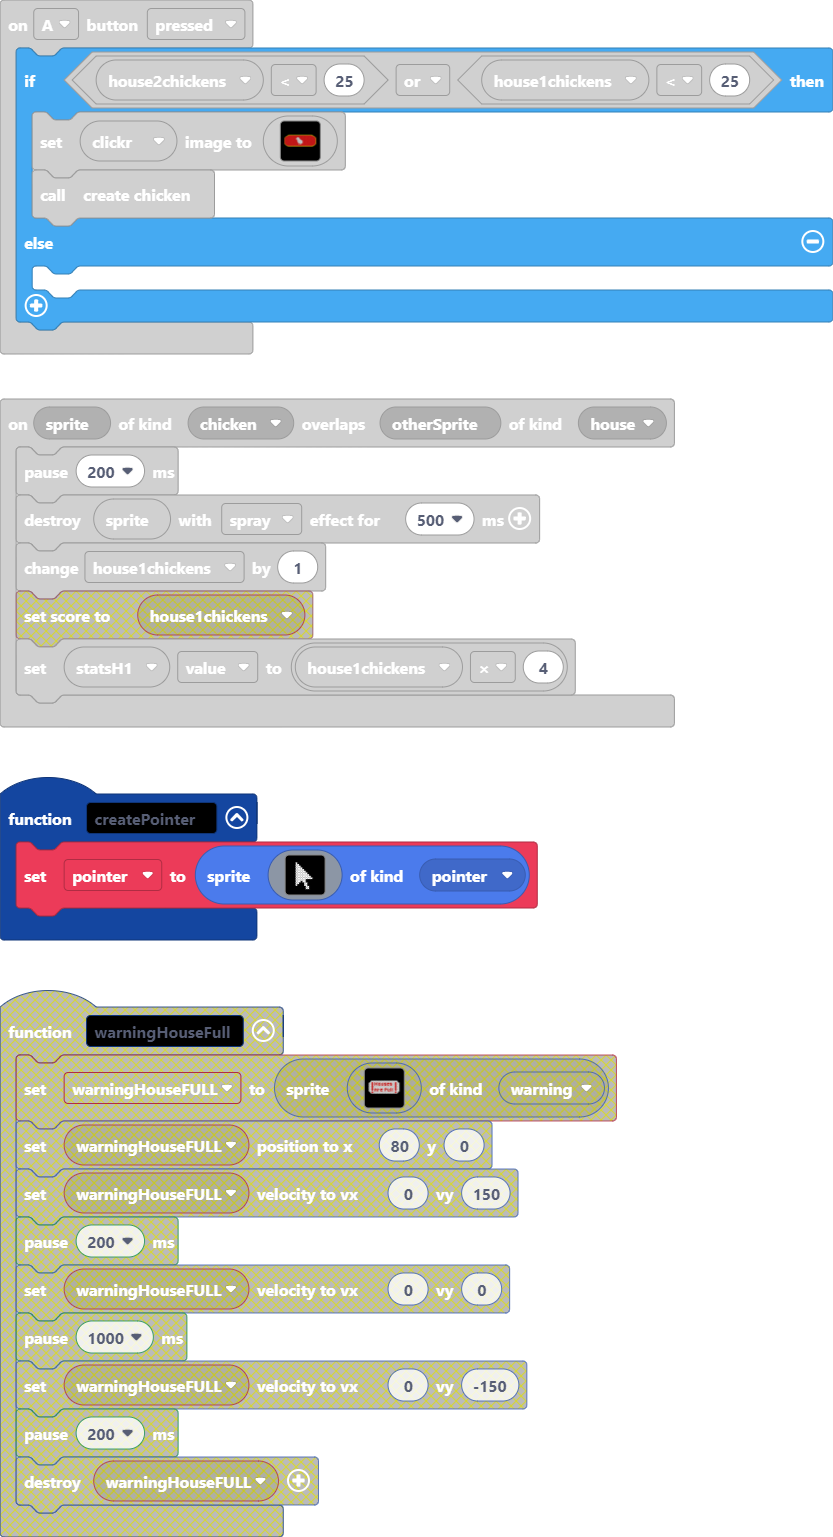 on A button pressed
if house2chickens < 25 or house1chickens < 25 then
set clickr image to
call create chicken
else
on sprite of kind chicken overlaps otherSprite of kind house
pause 200 ms
destroy sprite with spray effect for 500 ms
change house1chickens by 1
set score to house1chickens
set statsH1 value to house1chickens × 4
function createPointer
set pointer to sprite of kind pointer
function warningHouseFull
set warningHouseFULL to sprite of kind warning
set warningHouseFULL position to x 80 y 0
set warningHouseFULL velocity to vx 0 vy 150
pause 200 ms
set warningHouseFULL velocity to vx 0 vy 0
pause 1000 ms
set warningHouseFULL velocity to vx 0 vy -150
pause 200 ms
destroy warningHouseFULL